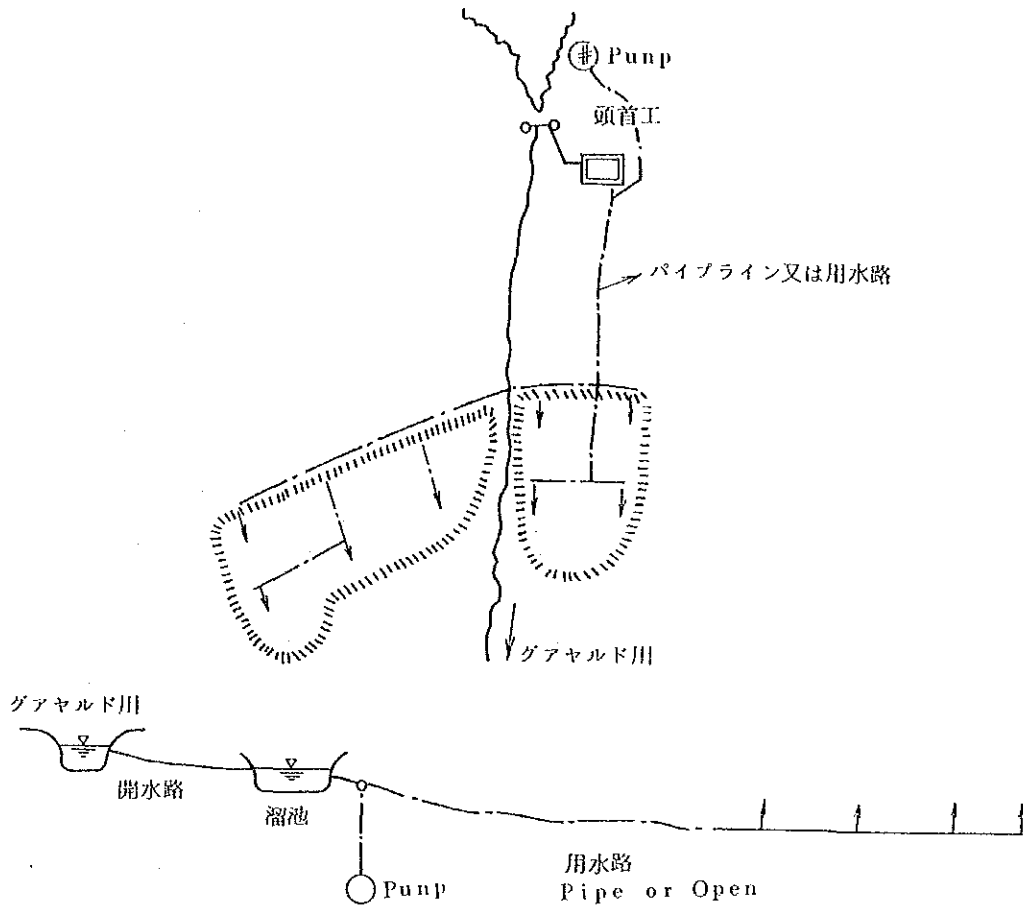 井 Punp
頭首工
パイプライン又は用水路
グアヤルド川
グアヤルド川
開水路
溜池
用水路
Punp
Pipe or Open